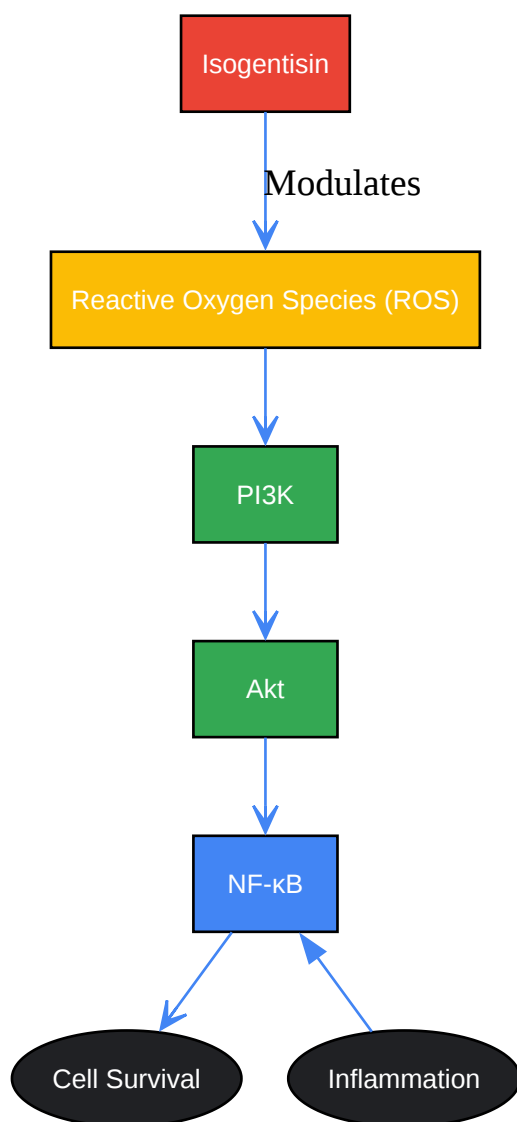 Isogentisin
Modulates
Reactive Oxygen Species (ROS)
PI3K
Akt
NF-κB
Cell Survival
Inflammation